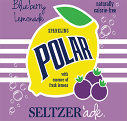 Blueberry
Lemonade
naturally
calorie-free
SPARKLING
POLAR
with
essence of
fresh lemons
SELTZER'ade